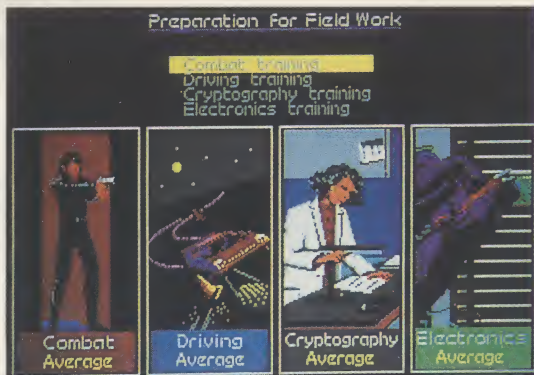 Preparation for Field Work
Combat training
Driving training
Cryptography training
Electronics training
Combat
Average
Driving
Average
Cryptography
Average
Electronics
Average